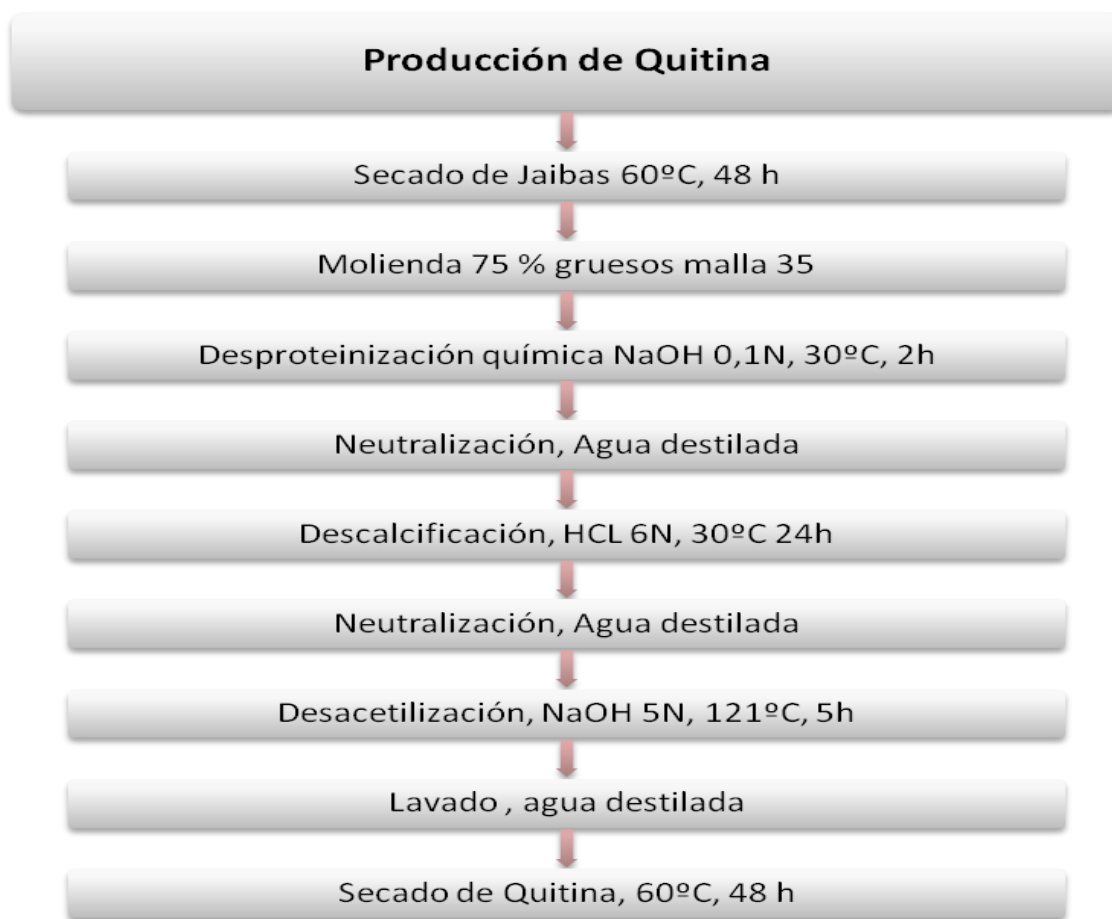 Producción de Quitina
Secado de Jaibas 60ºC, 48 h
Molienda 75 % gruesos malla 35
Desproteinización química NaOH 0,1N, 30ºC, 2h
Neutralización, Agua destilada
Descalcificación, HCL 6N, 30ºC 24h
Neutralización, Agua destilada
Desacetilización, NaOH 5N, 121ºC, 5h
Lavado , agua destilada
Secado de Quitina, 60ºC, 48 h